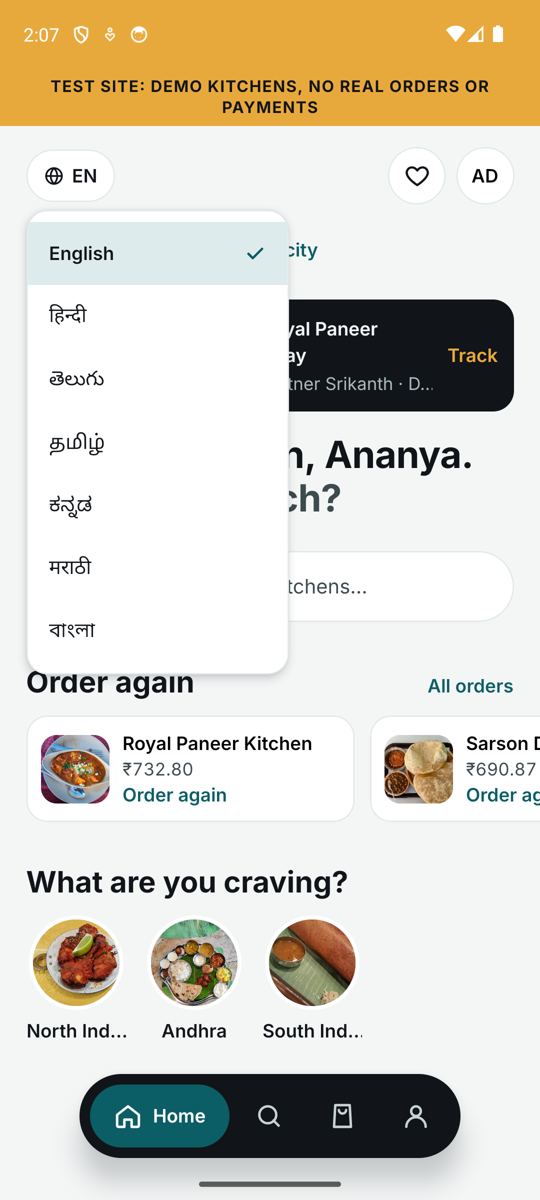 2:07
TEST SITE: DEMO KITCHENS, NO REAL ORDERS OR
PAYMENTS
EN
AD
English
city
हिन्दी
తెలుగు
yal Paneer
ay
Track
tner Srikanth · D...
தமிழ்
n, Ananya.
ಕನ್ನಡ
ch?
मराठी
tchens...
বাংলা
Order again
All orders
Royal Paneer Kitchen
₹732.80
Order again
Sarson D
₹690.87
Order ag
What are you craving?
North Ind...
Andhra
South Ind...
Home